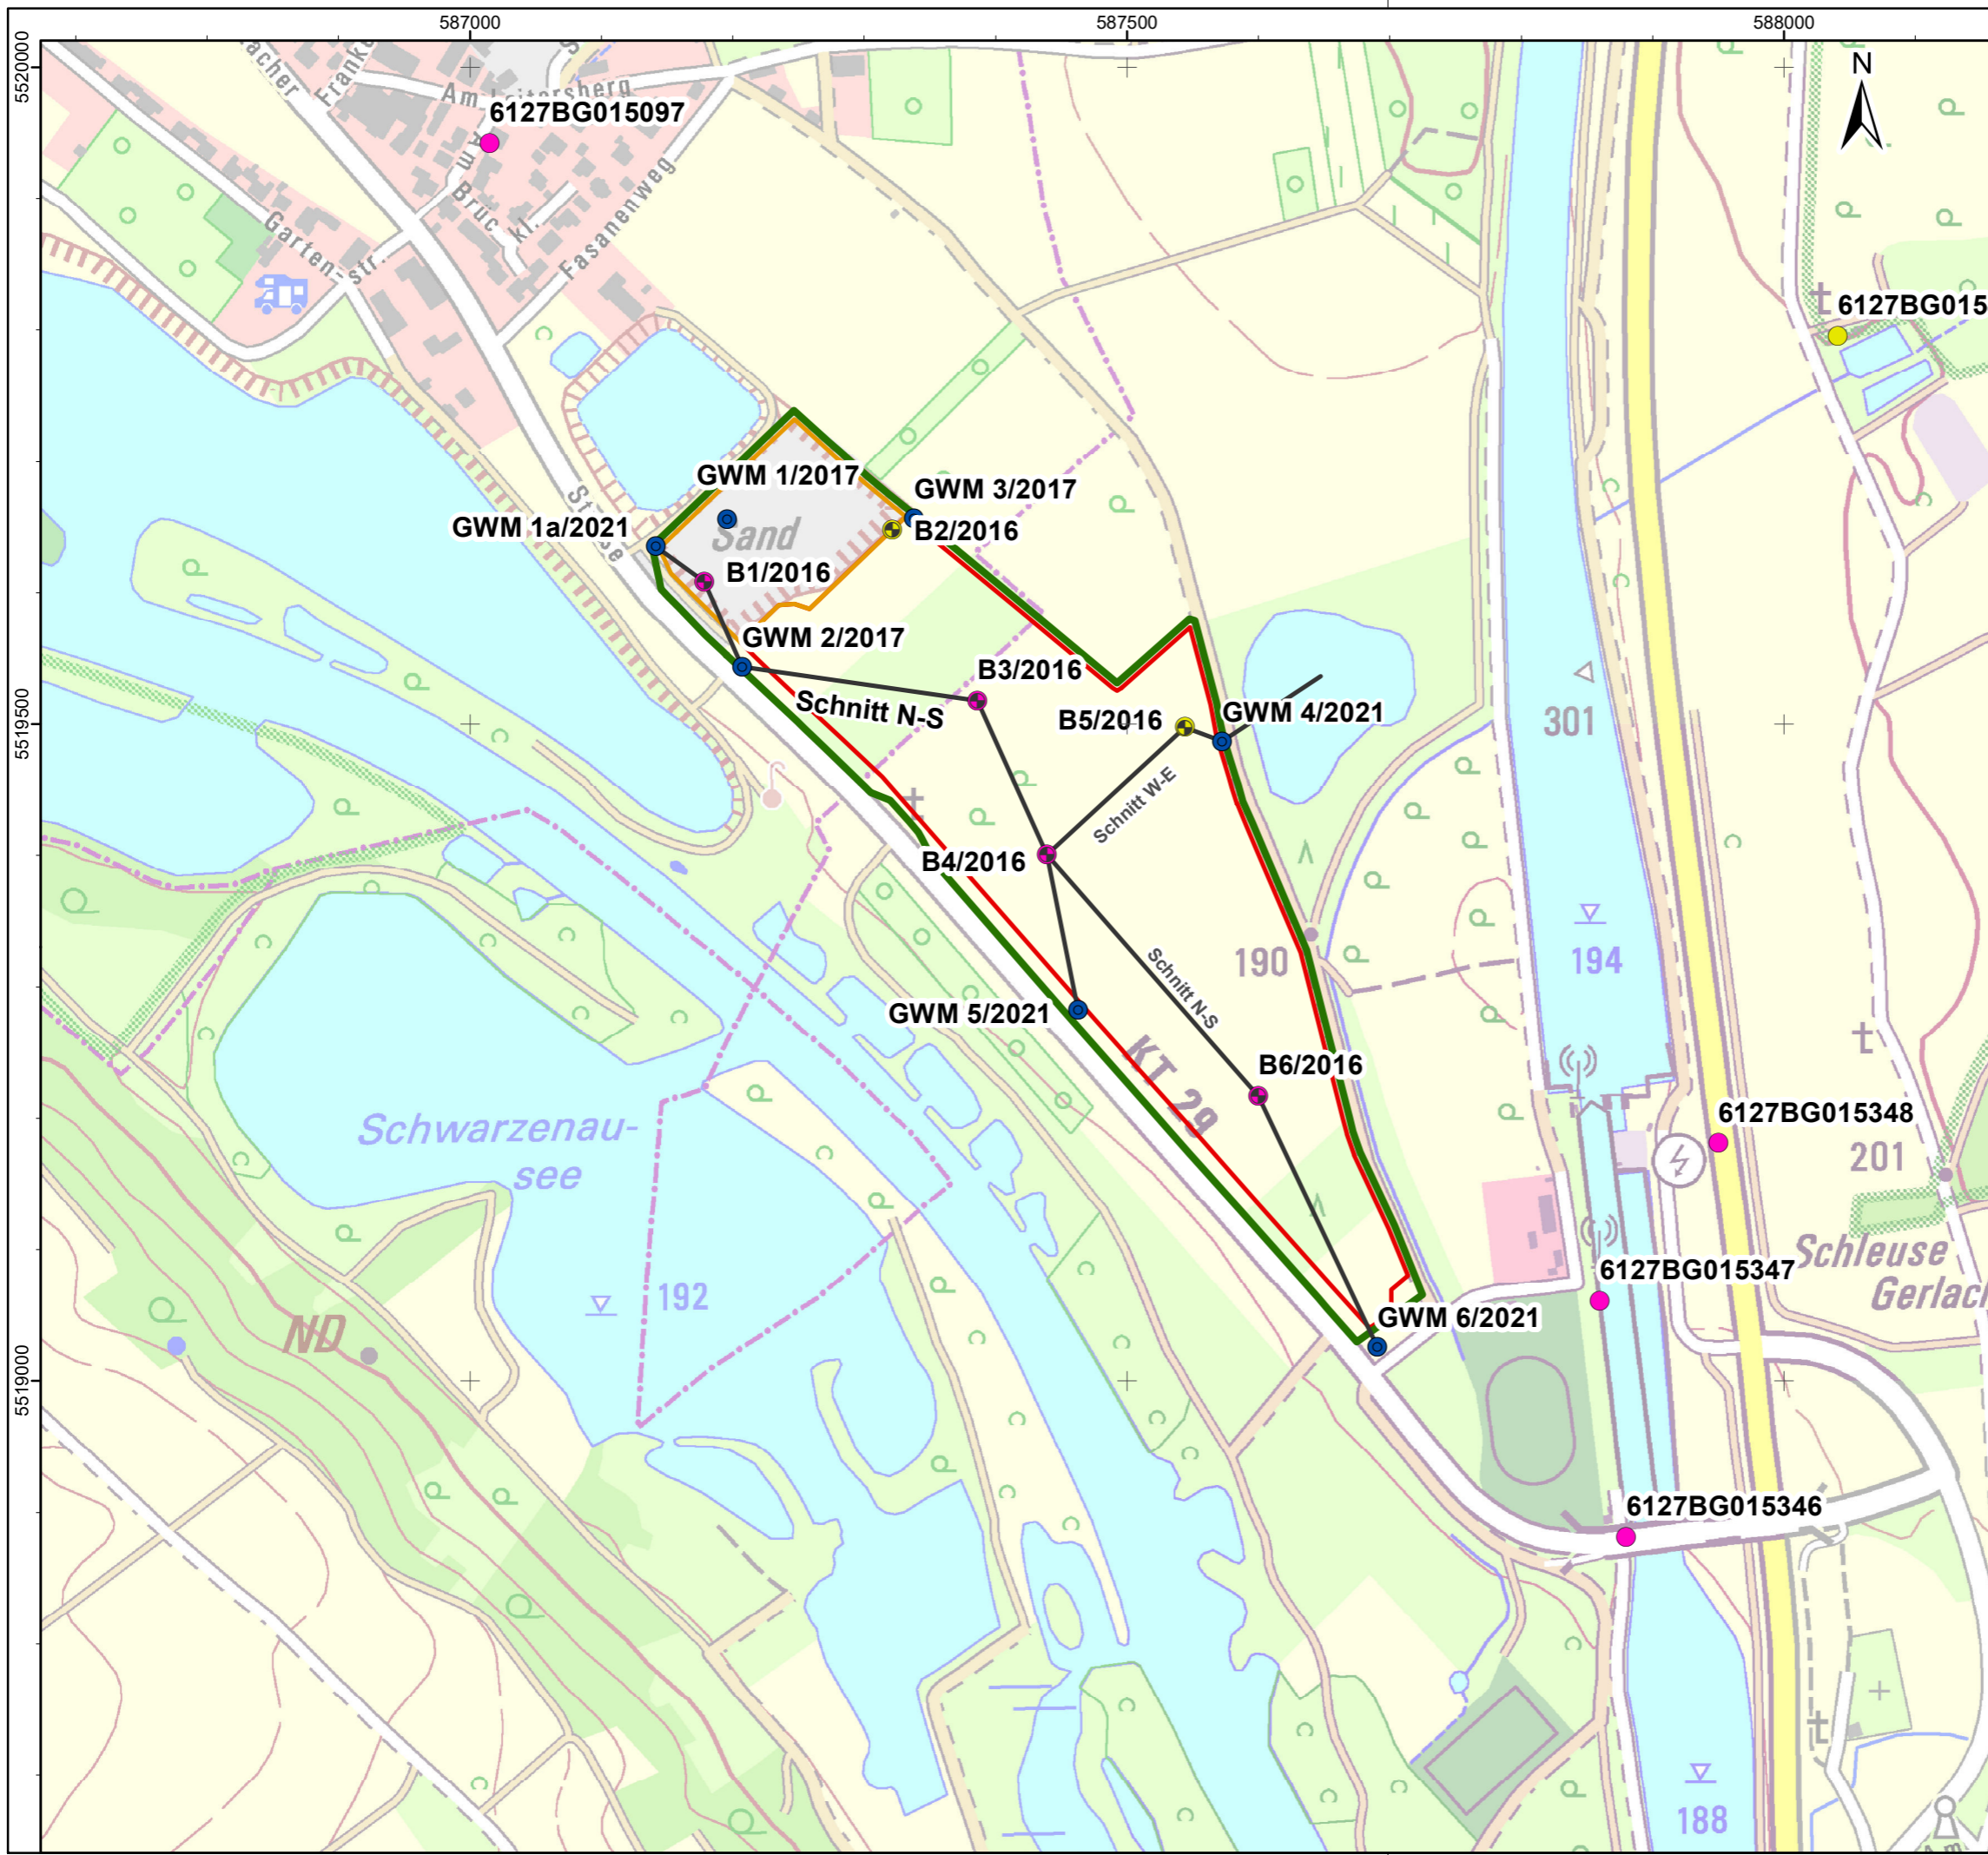 587000
587500
588000
5520000
5519500
5519000
N
Am
6127BG015097
Bruc
kl.
Fasanenweg
Garten-
str.
6127BG015
GWM 1/2017
GWM 3/2017
GWM 1a/2021
Sand
B2/2016
B1/2016
GWM 2/2017
B3/2016
Schnitt N-S
B5/2016
GWM 4/2021
301
Schnitt W-E
B4/2016
190
194
Schnitt N-S
GWM 5/2021
KT 29
B6/2016
Schwarzenau-
see
6127BG015348
201
Schleuse
6127BG015347
192
ND
GWM 6/2021
6127BG015346
188